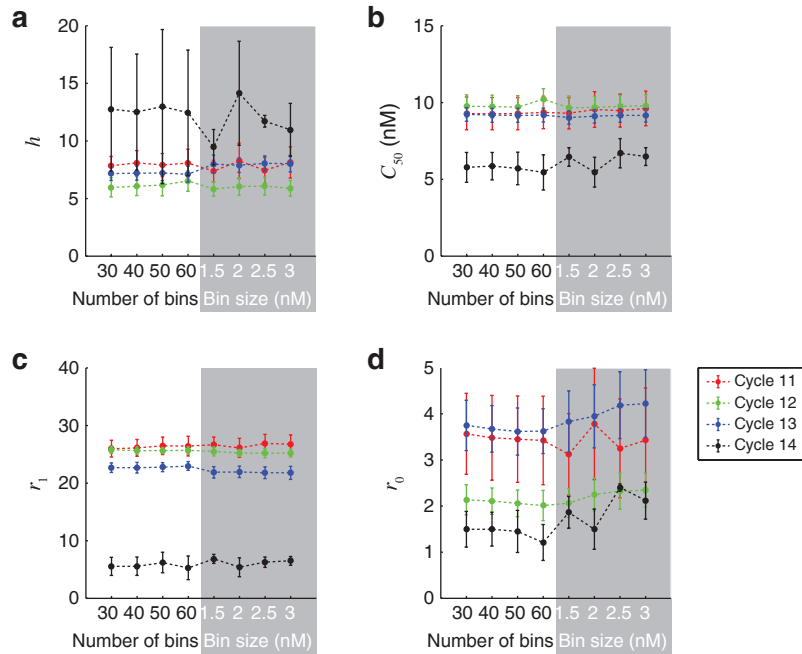 a
20
15
10
5
0
h
30 40 50 60 1.5 2 2.5 3
Number of bins Bin size (nM)
b
15
10
5
0
C50 (nM)
30 40 50 60 1.5 2 2.5 3
Number of bins Bin size (nM)
c
40
30
20
10
0
r1
30 40 50 60 1.5 2 2.5 3
Number of bins Bin size (nM)
d
5
4
3
2
1
0
r0
30 40 50 60 1.5 2 2.5 3
Number of bins Bin size (nM)
Cycle 11
Cycle 12
Cycle 13
Cycle 14